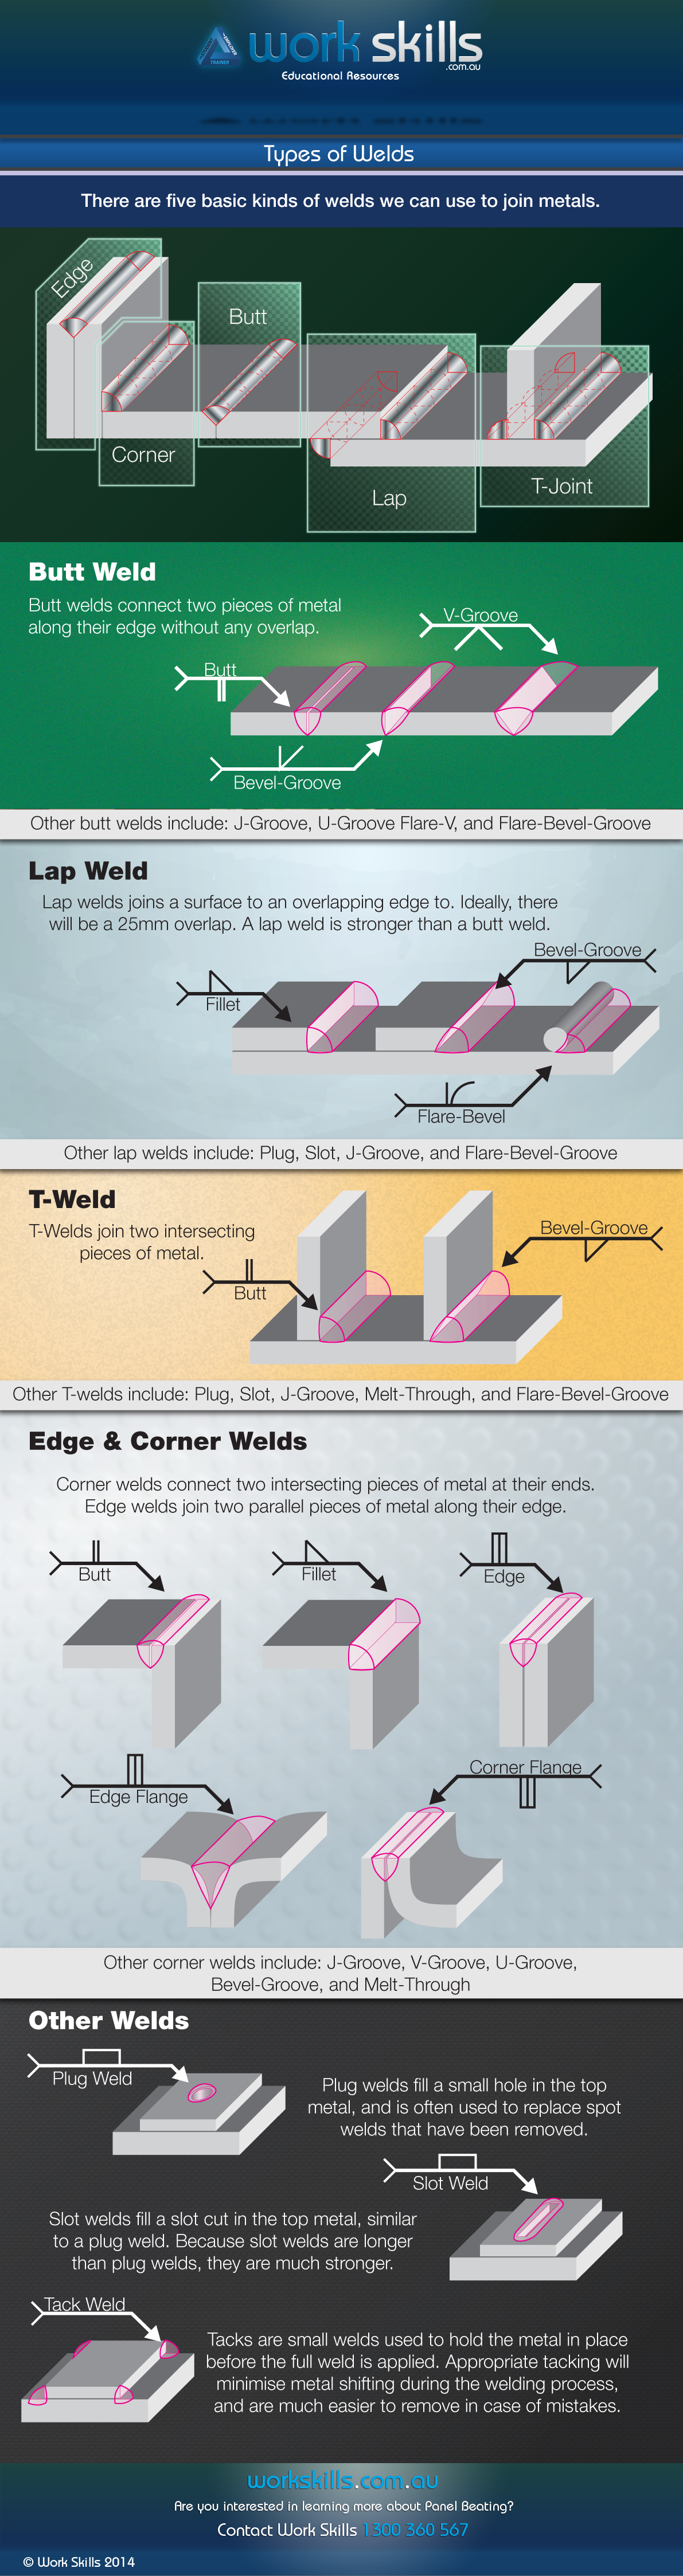 work skills
.com.au
Educational Resources
Types of Welds
There are five basic kinds of welds we can use to join metals.
Edge
Butt
Corner
Lap
T-Joint
Butt Weld
Butt welds connect two pieces of metal
along their edge without any overlap.
V-Groove
Butt
Bevel-Groove
Other butt welds include: J-Groove, U-Groove Flare-V, and Flare-Bevel-Groove
Lap Weld
Lap welds joins a surface to an overlapping edge to. Ideally, there
will be a 25mm overlap. A lap weld is stronger than a butt weld.
Bevel-Groove
Fillet
Flare-Bevel
Other lap welds include: Plug, Slot, J-Groove, and Flare-Bevel-Groove
T-Weld
T-Welds join two intersecting
pieces of metal.
Bevel-Groove
Butt
Other T-welds include: Plug, Slot, J-Groove, Melt-Through, and Flare-Bevel-Groove
Edge & Corner Welds
Corner welds connect two intersecting pieces of metal at their ends.
Edge welds join two parallel pieces of metal along their edge.
Butt
Fillet
Edge
Edge Flange
Corner Flange
Other corner welds include: J-Groove, V-Groove, U-Groove,
Bevel-Groove, and Melt-Through
Other Welds
Plug Weld
Plug welds fill a small hole in the top
metal, and is often used to replace spot
welds that have been removed.
Slot Weld
Slot welds fill a slot cut in the top metal, similar
to a plug weld. Because slot welds are longer
than plug welds, they are much stronger.
Tack Weld
Tacks are small welds used to hold the metal in place
before the full weld is applied. Appropriate tacking will
minimise metal shifting during the welding process,
and are much easier to remove in case of mistakes.
workskills.com.au
Are you interested in learning more about Panel Beating?
Contact Work Skills 1300 360 567
© Work Skills 2014